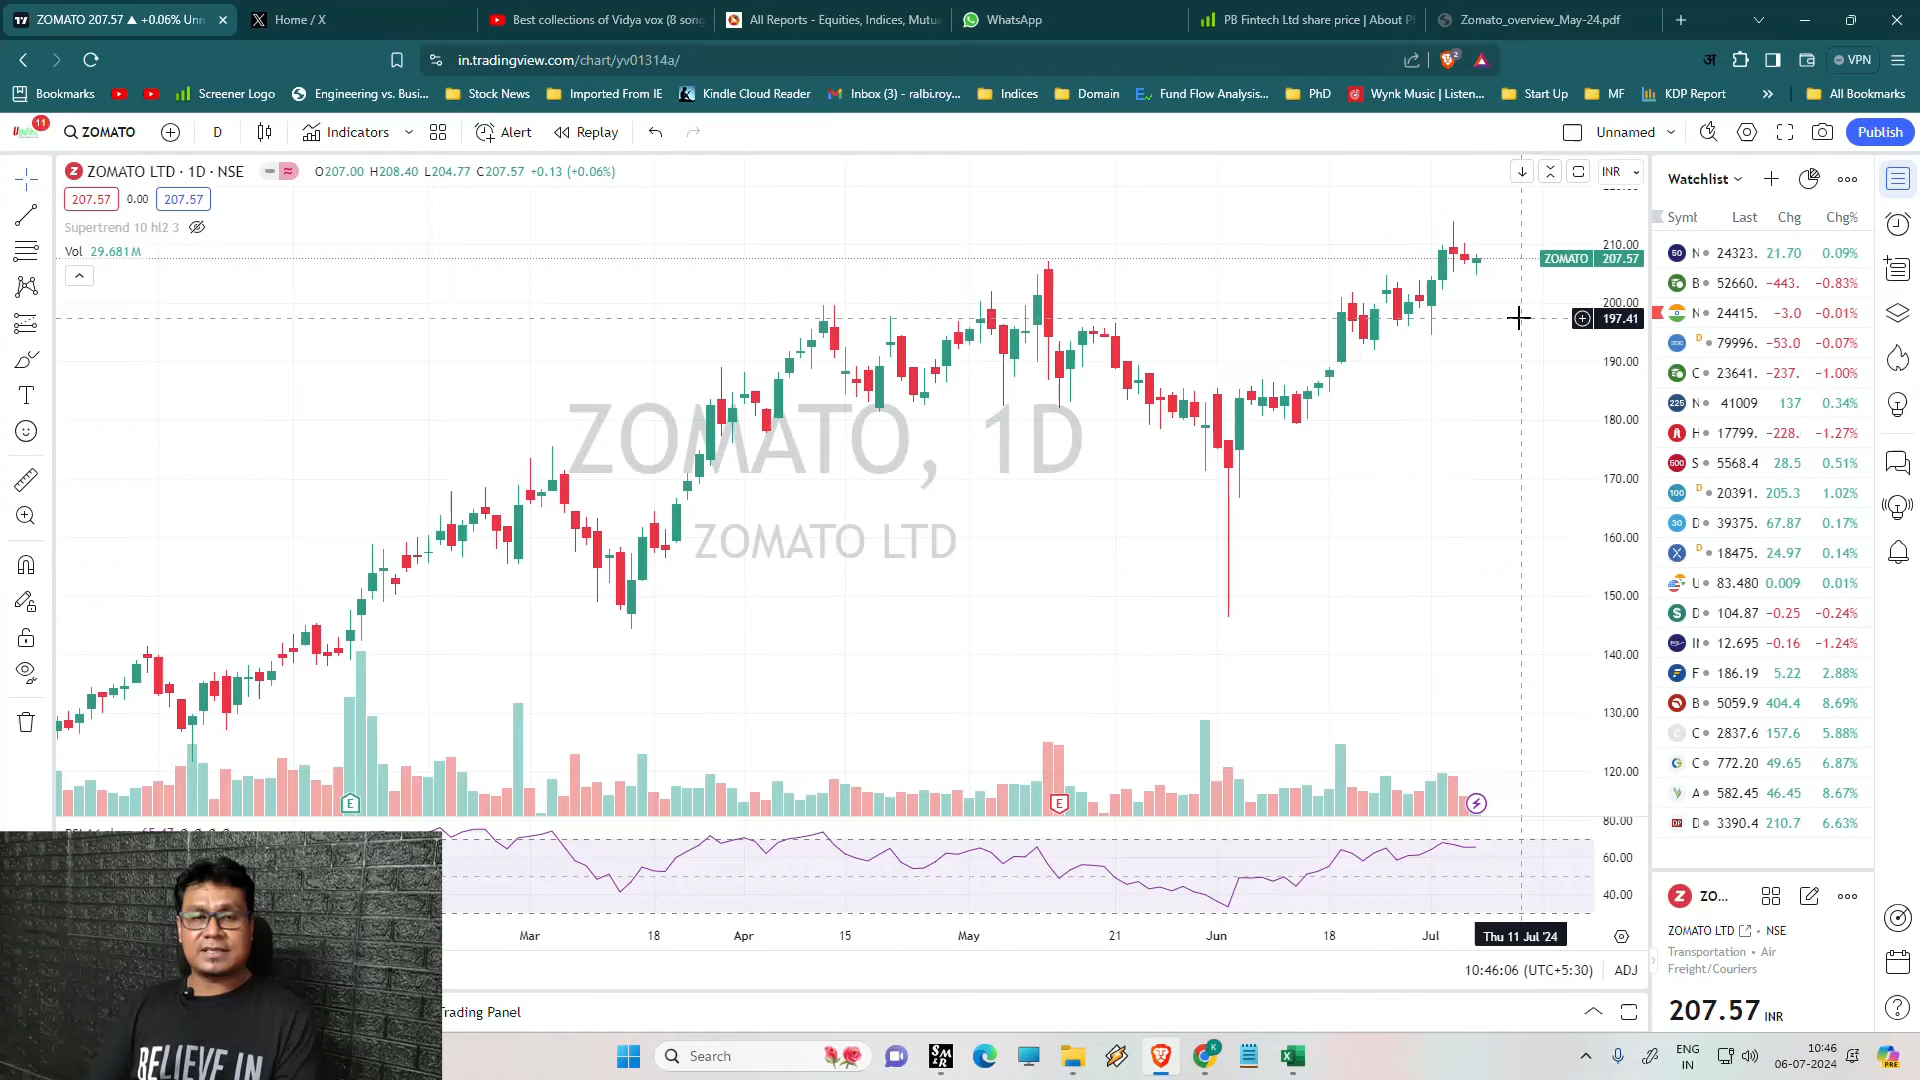 ZOMATO 207.57 ▲ +0.06% Unn
Home / X
Best collections of Vidya vox (8 song
All Reports - Equities, Indices, Mutua
WhatsApp
PB Fintech Ltd share price | About P
Zomato_overview_May-24.pdf
in.tradingview.com/chart/yv01314a/
2
अ
VPN
Bookmarks
Screener Logo
Engineering vs. Busi...
Stock News
Imported From IE
Kindle Cloud Reader
Inbox (3) - ralbi.roy...
Indices
Domain
Fund Flow Analysis...
PhD
Wynk Music | Listen...
Start Up
MF
KDP Report
All Bookmarks
11
ZOMATO
D
Indicators
Alert
Replay
Unnamed
Publish
ZOMATO LTD · 1D · NSE
O207.00 H208.40 L204.77 C207.57 +0.13 (+0.06%)
INR
207.57 0.00 207.57
Supertrend 10 hl2 3
Vol 29.681M
ZOMATO, 1D
ZOMATO LTD
210.00
ZOMATO 207.57
200.00
197.41
190.00
180.00
170.00
160.00
150.00
140.00
130.00
120.00
80.00
60.00
40.00
E
E
Mar 18 Apr 15 May 21 Jun 18 Jul Thu 11 Jul '24
10:46:06 (UTC+5:30) ADJ
Trading Panel
Watchlist
Symb Last Chg Chg%
50 N 24323. 21.70 0.09%
B 52660. −443. −0.83%
N 24415. −3.0 −0.01%
D 79996. −53.0 −0.07%
C 23641. −237. −1.00%
225 N 41009 137 0.34%
H 17799. −228. −1.27%
500 S 5568.4 28.5 0.51%
100 D 20391. 205.3 1.02%
30 D 39375. 67.87 0.17%
X D 18475. 24.97 0.14%
U 83.480 0.009 0.01%
D 104.87 −0.25 −0.24%
II 12.695 −0.16 −1.24%
F 186.19 5.22 2.88%
B 5059.9 404.4 8.69%
C 2837.6 157.6 5.88%
C 772.20 49.65 6.87%
A 582.45 46.45 8.67%
D 3390.4 210.7 6.63%
ZO...
ZOMATO LTD · NSE
Transportation · Air
Freight/Couriers
207.57 INR
BELIEVE IN
Search
ENG
IN
10:46
06-07-2024